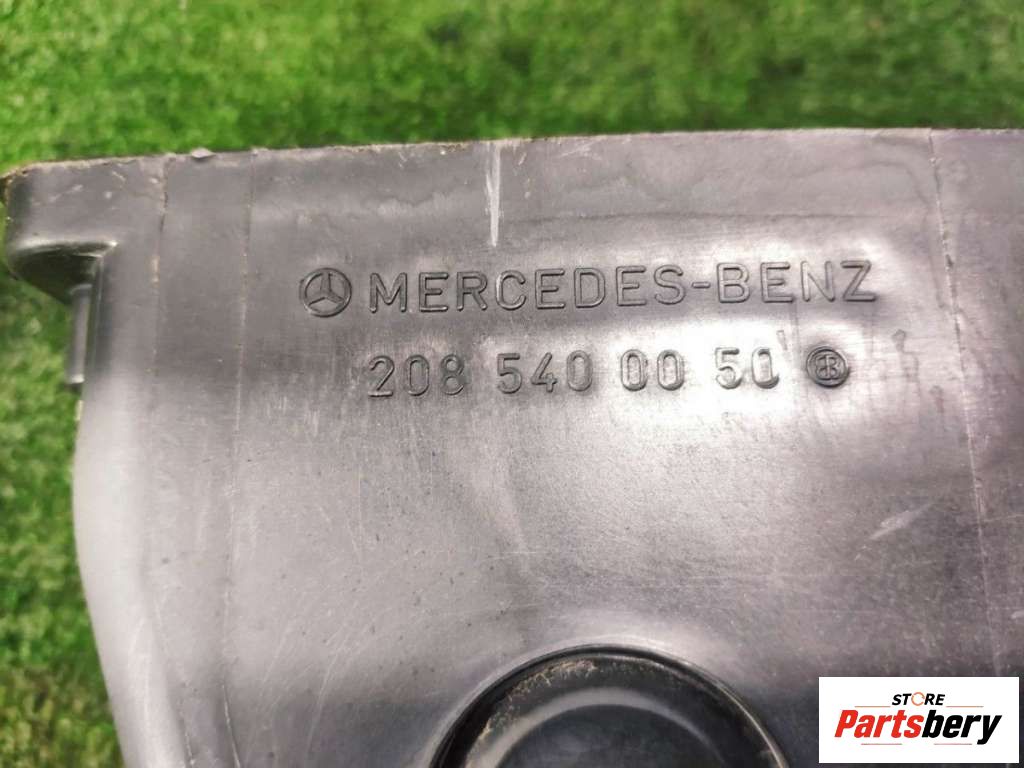 MERCEDES-BENZ
208 540 00 50
STORE
Partsbery